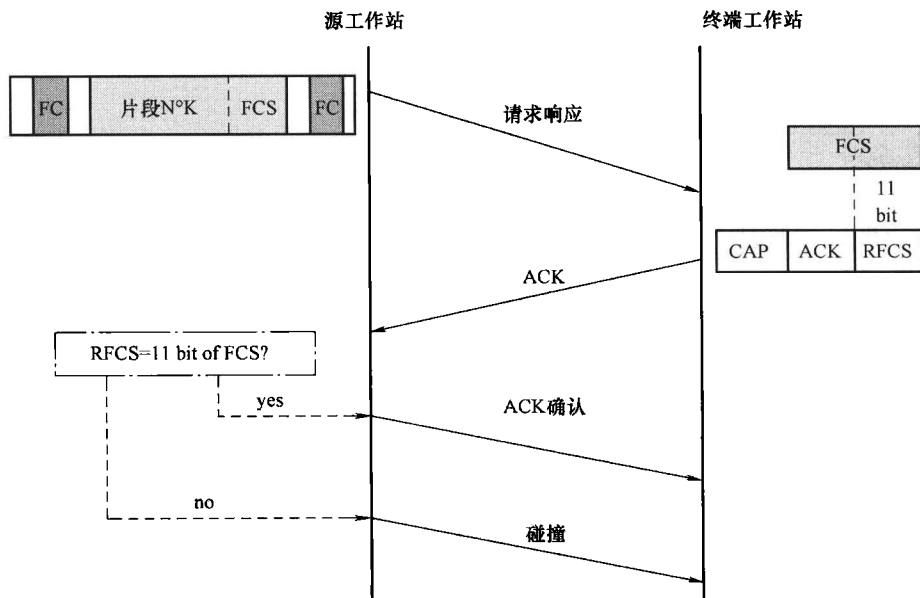 源工作站
终端工作站
FC
片段N°K
FCS
FC
请求响应
FCS
11
bit
CAP
ACK
RFCS
ACK
RFCS=11 bit of FCS?
yes
ACK确认
no
碰撞